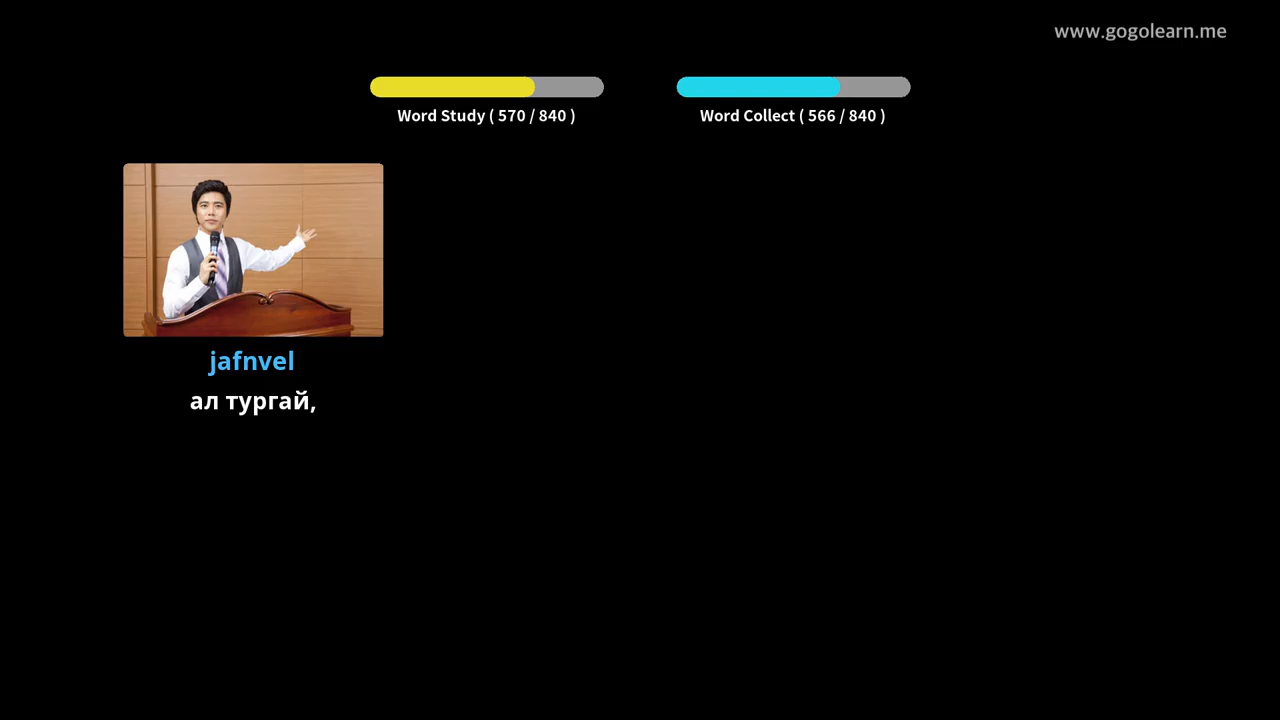 www.gogolearn.me
Word Study ( 570 / 840 )
Word Collect ( 566 / 840 )
jafnvel
ал тургай,